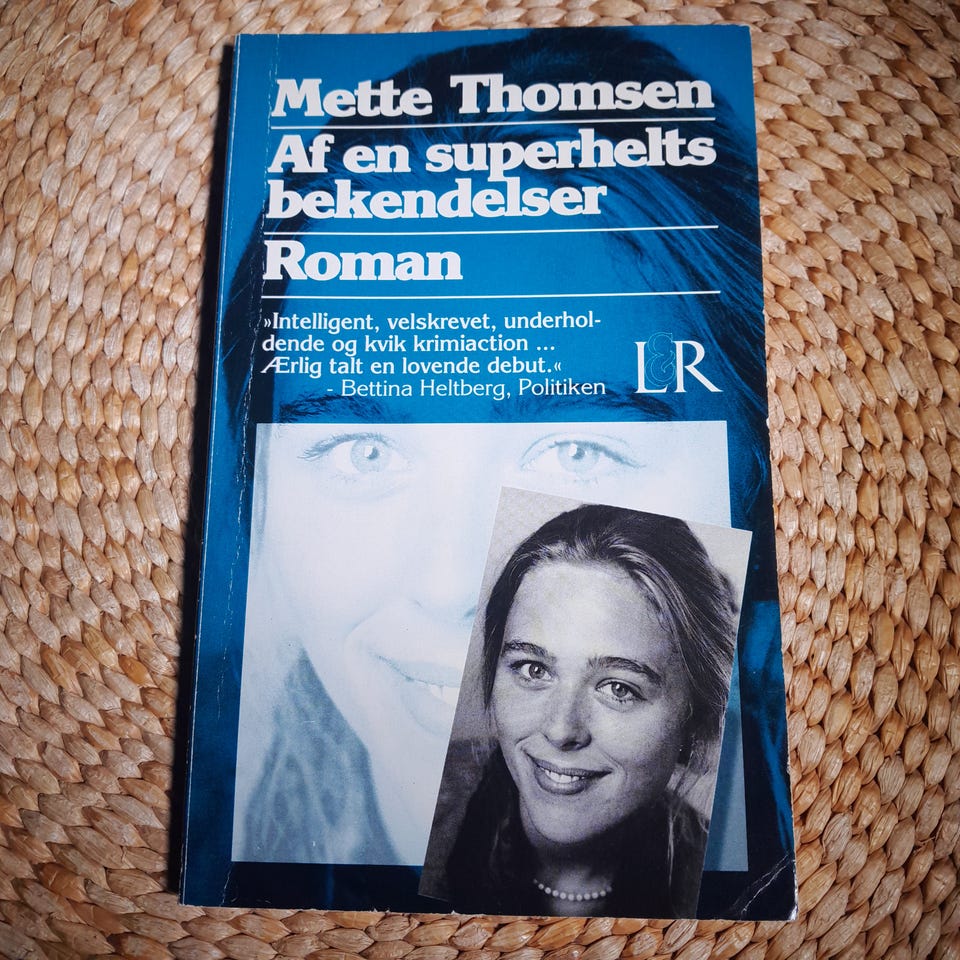 Mette Thomsen
Af en superhelts
bekendelser
Roman
»Intelligent, velskrevet, underhol-
dende og kvik krimiaction ...
Ærlig talt en lovende debut.«
- Bettina Heltberg, Politiken
L&R